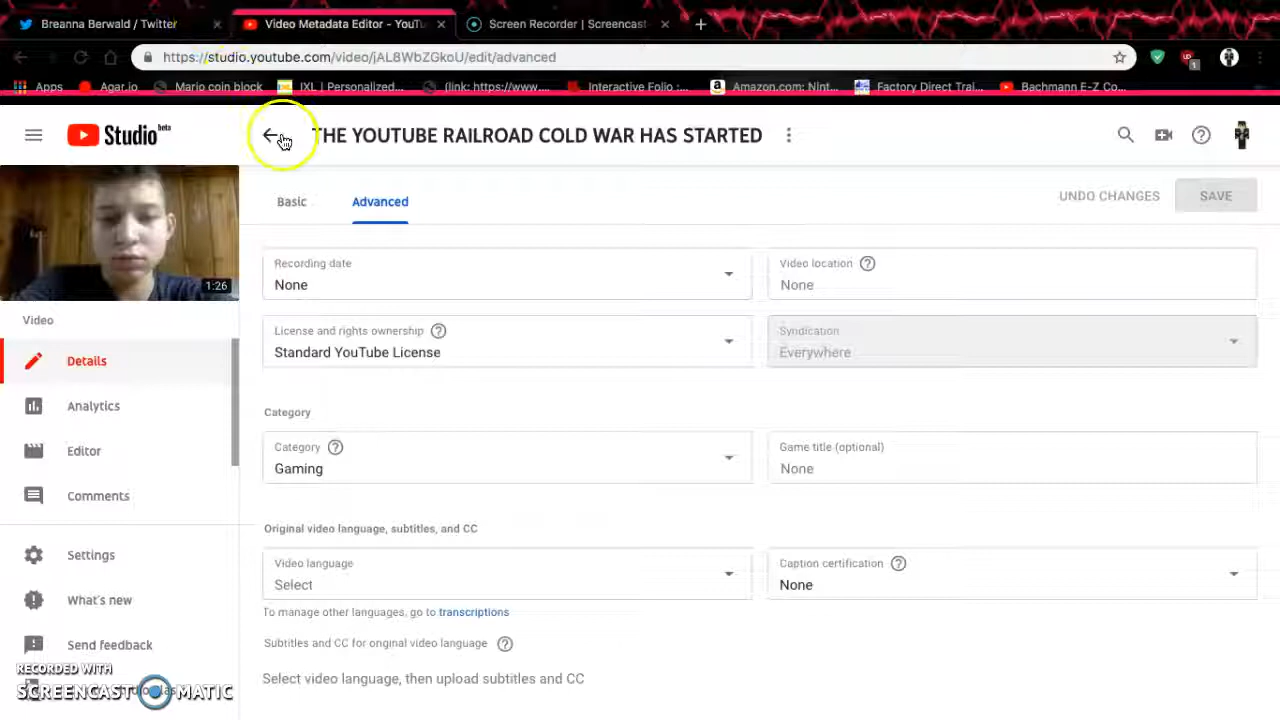 Breanna Berwald / Twitter
Video Metadata Editor - YouTu
Screen Recorder | Screencast
https://studio.youtube.com/video/jAL8WbZGkoU/edit/advanced
Apps
Agar.io
Mario coin block
IXL | Personalized...
(link: https://www....
Interactive Folio :...
Amazon.com: Nint...
Factory Direct Trai...
Bachmann E-Z Co...
Studio beta
THE YOUTUBE RAILROAD COLD WAR HAS STARTED
Basic
Advanced
UNDO CHANGES
SAVE
1:26
Video
Details
Analytics
Editor
Comments
Settings
What's new
Send feedback
Recording date
None
Video location
None
License and rights ownership
Standard YouTube License
Syndication
Everywhere
Category
Category
Gaming
Game title (optional)
None
Original video language, subtitles, and CC
Video language
Select
Caption certification
None
To manage other languages, go to transcriptions
Subtitles and CC for original video language
Select video language, then upload subtitles and CC
RECORDED WITH
SCREENCAST MATIC